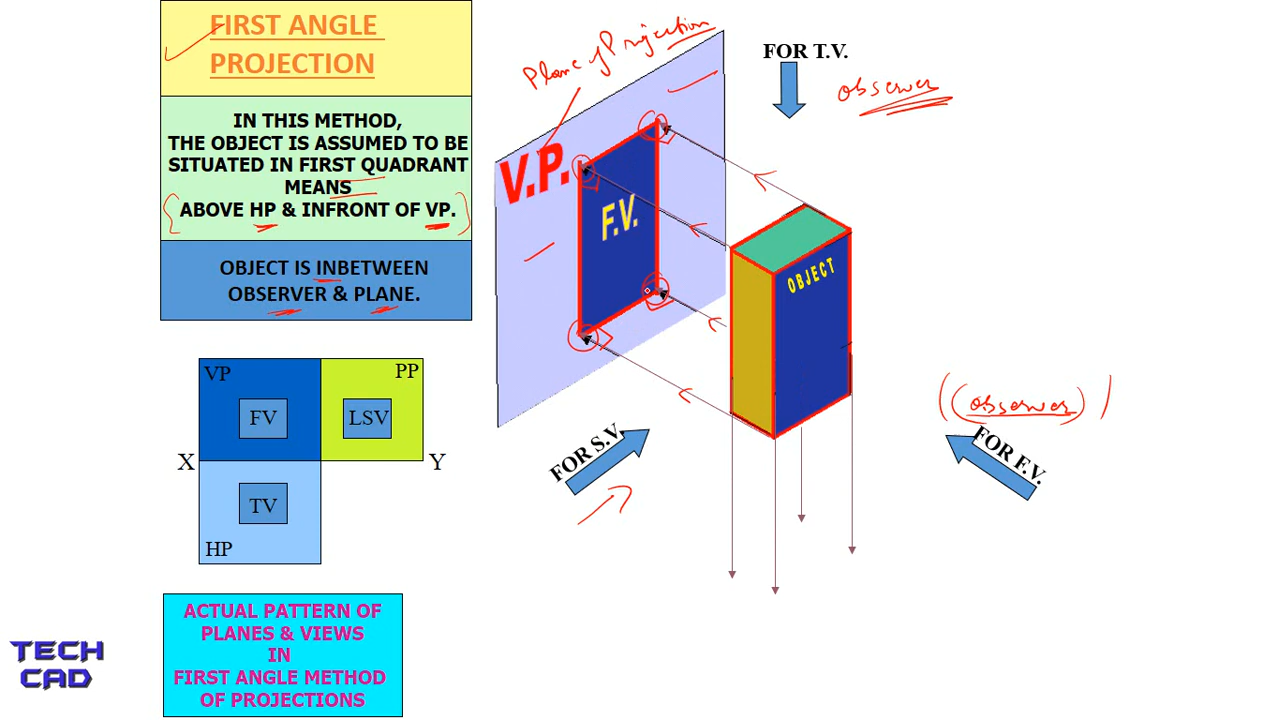 FIRST ANGLE
PROJECTION
IN THIS METHOD,
THE OBJECT IS ASSUMED TO BE
SITUATED IN FIRST QUADRANT
MEANS
ABOVE HP & INFRONT OF VP.
OBJECT IS INBETWEEN
OBSERVER & PLANE.
VP
PP
FV
LSV
X
Y
TV
HP
ACTUAL PATTERN OF
PLANES & VIEWS
IN
FIRST ANGLE METHOD
OF PROJECTIONS
TECH
CAD
Plane of Projection
V.P.
F.V.
FOR T.V.
observer
OBJECT
FOR S.V.
((observer))
FOR F.V.